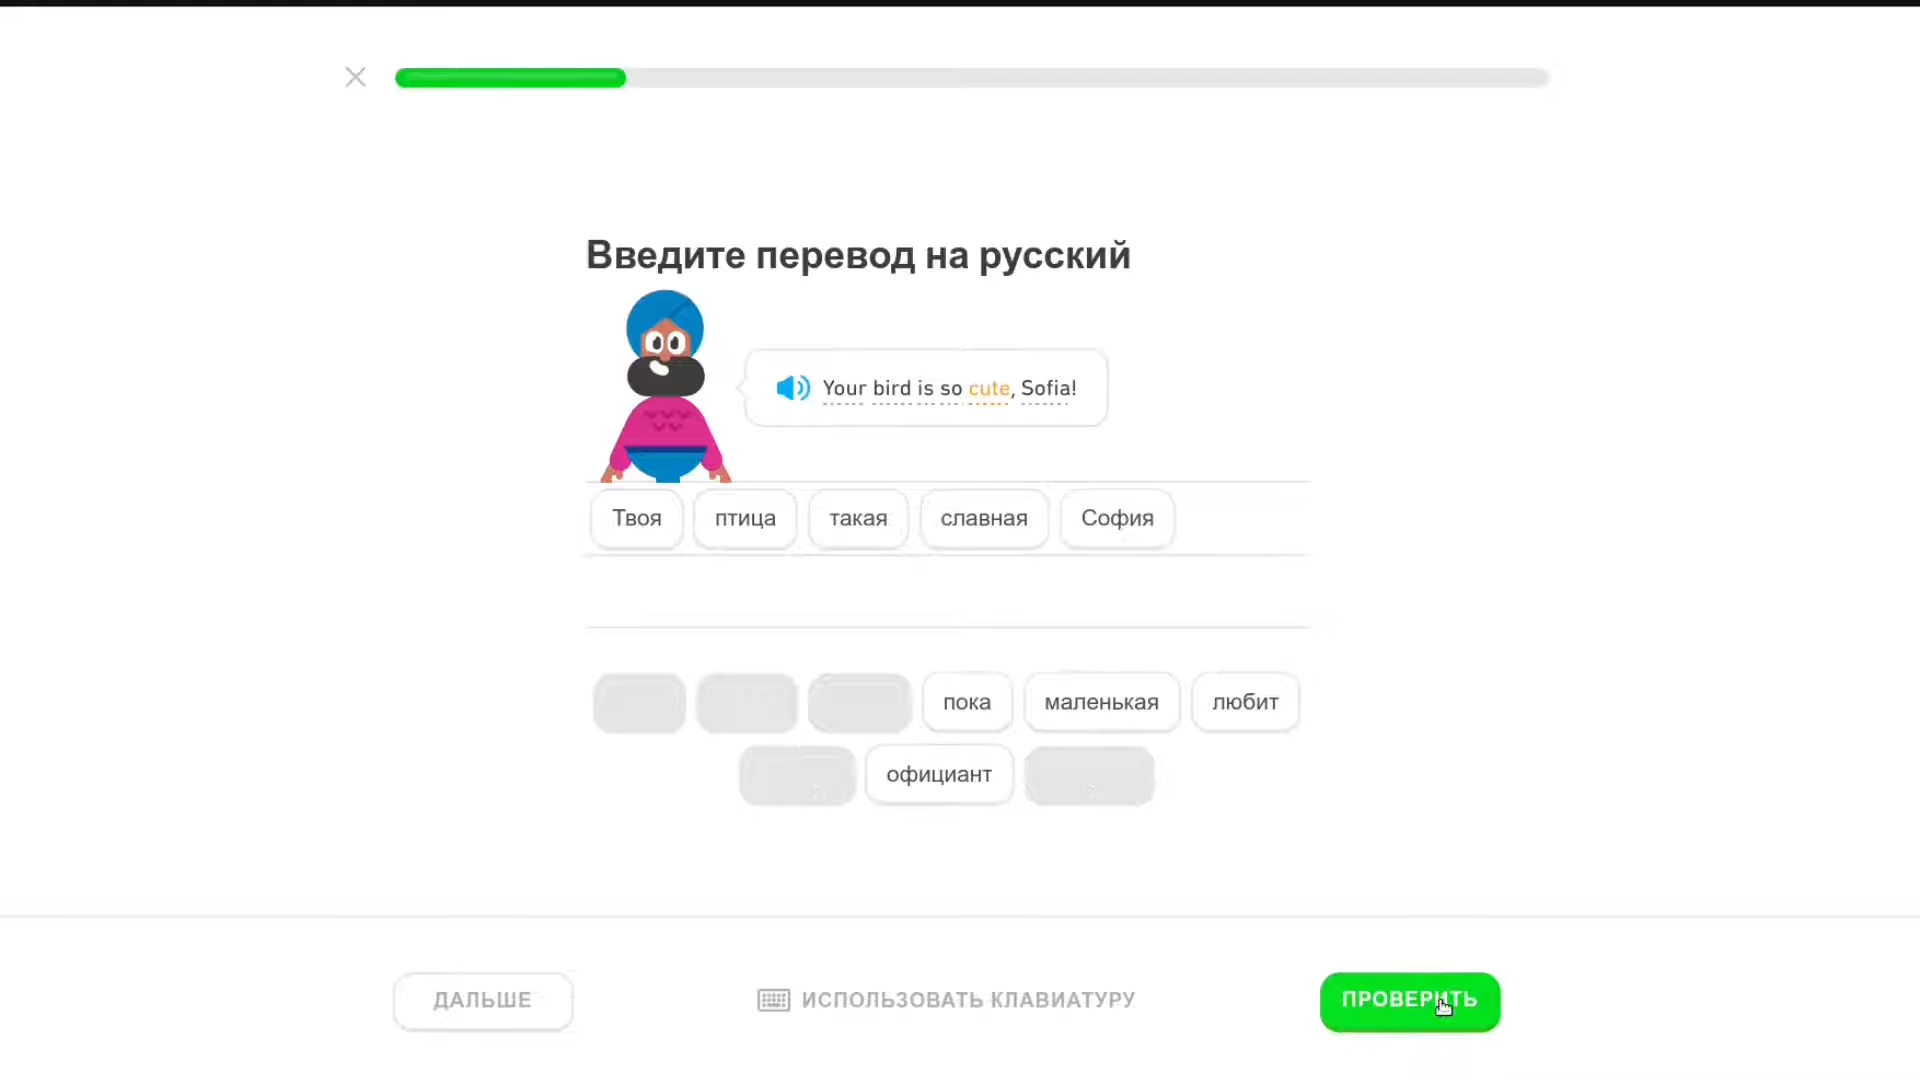 Введите перевод на русский
Your bird is so cute, Sofia!
Твоя птица такая славная София
пока маленькая любит
официант
ДАЛЬШЕ ИСПОЛЬЗОВАТЬ КЛАВИАТУРУ ПРОВЕРИТЬ